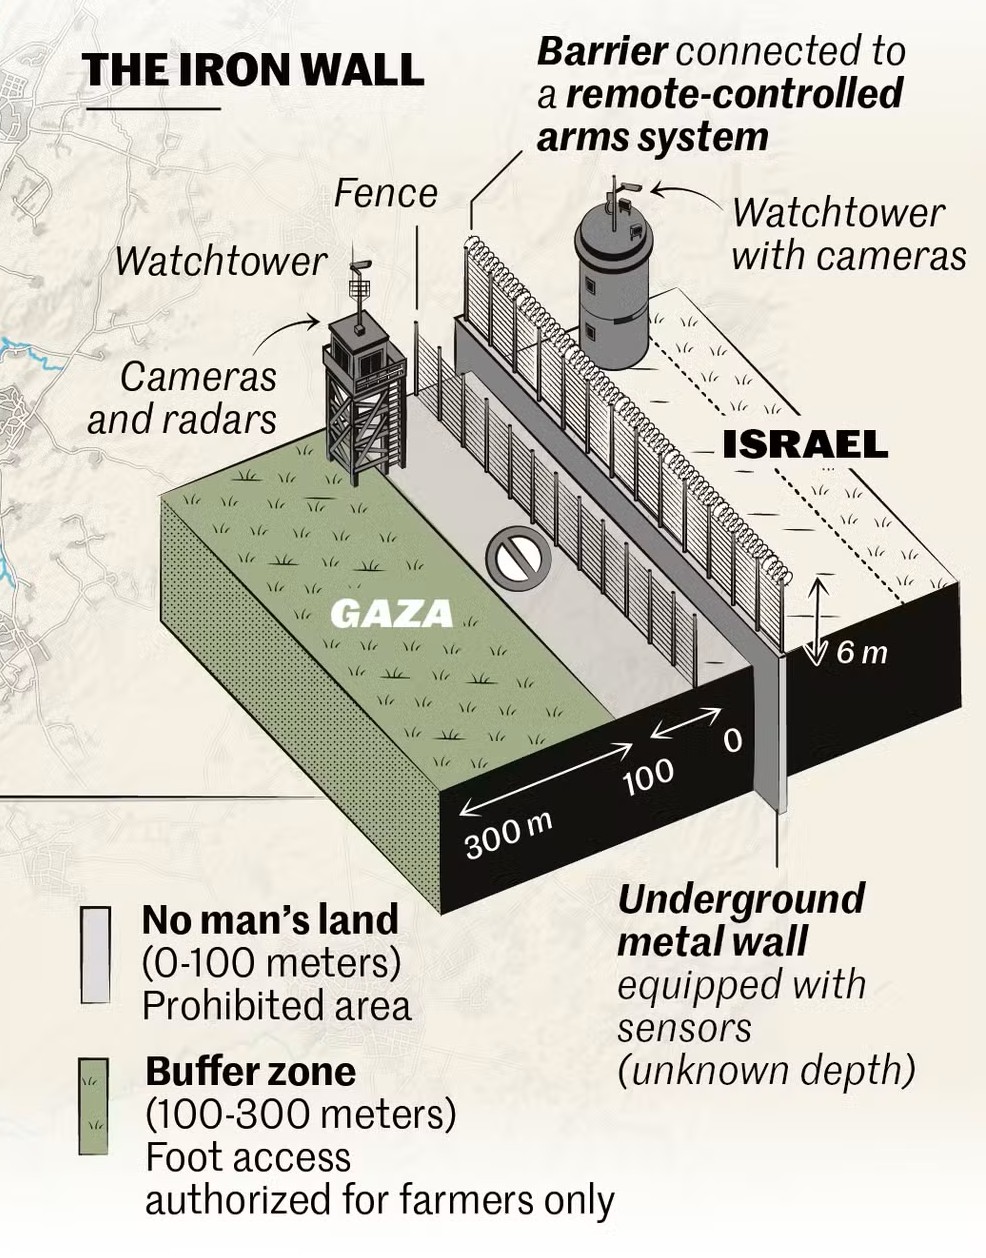 THE IRON WALL
Barrier connected to
a remote-controlled
arms system
Fence
Watchtower
Watchtower
with cameras
Cameras
and radars
ISRAEL
GAZA
6 m
0
100
300 m
Underground
metal wall
equipped with
sensors
(unknown depth)
No man’s land
(0-100 meters)
Prohibited area
Buffer zone
(100-300 meters)
Foot access
authorized for farmers only